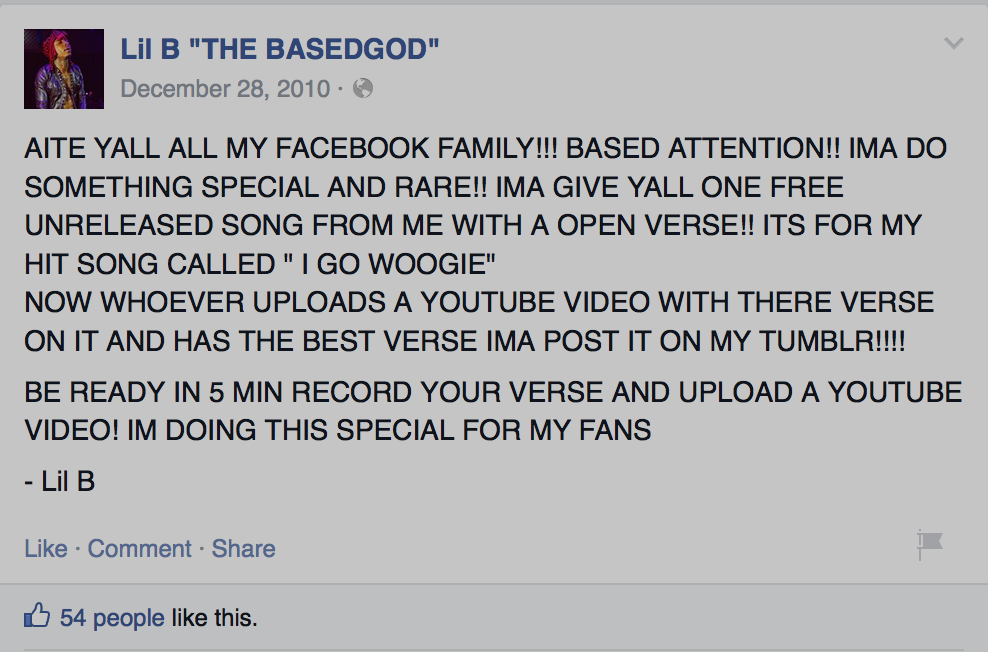 Lil B "THE BASEDGOD"
December 28, 2010 ·
AITE YALL ALL MY FACEBOOK FAMILY!!! BASED ATTENTION!! IMA DO
SOMETHING SPECIAL AND RARE!! IMA GIVE YALL ONE FREE
UNRELEASED SONG FROM ME WITH A OPEN VERSE!! ITS FOR MY
HIT SONG CALLED " I GO WOOGIE"
NOW WHOEVER UPLOADS A YOUTUBE VIDEO WITH THERE VERSE
ON IT AND HAS THE BEST VERSE IMA POST IT ON MY TUMBLR!!!!
BE READY IN 5 MIN RECORD YOUR VERSE AND UPLOAD A YOUTUBE
VIDEO! IM DOING THIS SPECIAL FOR MY FANS
- Lil B
Like · Comment · Share
54 people like this.